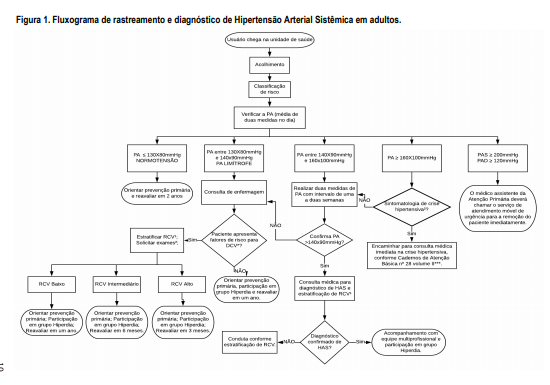 Figura 1. Fluxograma de rastreamento e diagnóstico de Hipertensão Arterial Sistêmica em adultos.
Usuário chega na unidade de saúde
Acolhimento
Classificação
de risco
Verificar a PA (média de
duas medidas no dia)
PA ≤ 130X80mmHg
NORMOTENSÃO
PA entre 130X80mmHg
e 140x90mmHg
PA LIMÍTROFE
PA entre 140X90mmHg
e 160x100mmHg
PA ≥ 160X100mmHg
PAS ≥ 200mmHg
PAD ≥ 120mmHg
Orientar prevenção primária
e reavaliar em 2 anos
Consulta de enfermagem
Realizar duas medidas de
PA com intervalo de uma
a duas semanas
NÃO
Sintomatologia de crise
hipertensiva??
O médico assistente da
Atenção Primária deverá
chamar o serviço de
atendimento móvel de
urgência para a remoção do
paciente imediatamente.
Sim
Encaminhar para consulta médica
imediata na crise hipertensiva,
conforme Cadernos de Atenção
Básica nº 28 volume II***.
NÃO
Confirma PA
>140x90mmHg?
Paciente apresenta
fatores de risco para
DCV*?
Sim
Estratificar RCV*;
Solicitar exames*;
NÃO
Orientar prevenção
primária, participação em
grupo Hiperdia e reavaliar
em um ano.
Sim
Consulta médica para
diagnóstico de HAS e
estratificação de RCV*
RCV Baixo
RCV Intermediário
RCV Alto
Orientar prevenção
primária; Participação
em grupo Hiperdia;
Reavaliar em um ano.
Orientar prevenção
primária; Participação
em grupo Hiperdia;
Reavaliar em 6 meses.
Orientar prevenção
primária; Participação
em grupo Hiperdia;
Reavaliar em 3 meses.
Diagnóstico
confirmado de
HAS?
NÃO
Conduta conforme
estratificação de RCV
Sim
Acompanhamento com
equipe multiprofissional e
participação em grupo
Hiperdia.